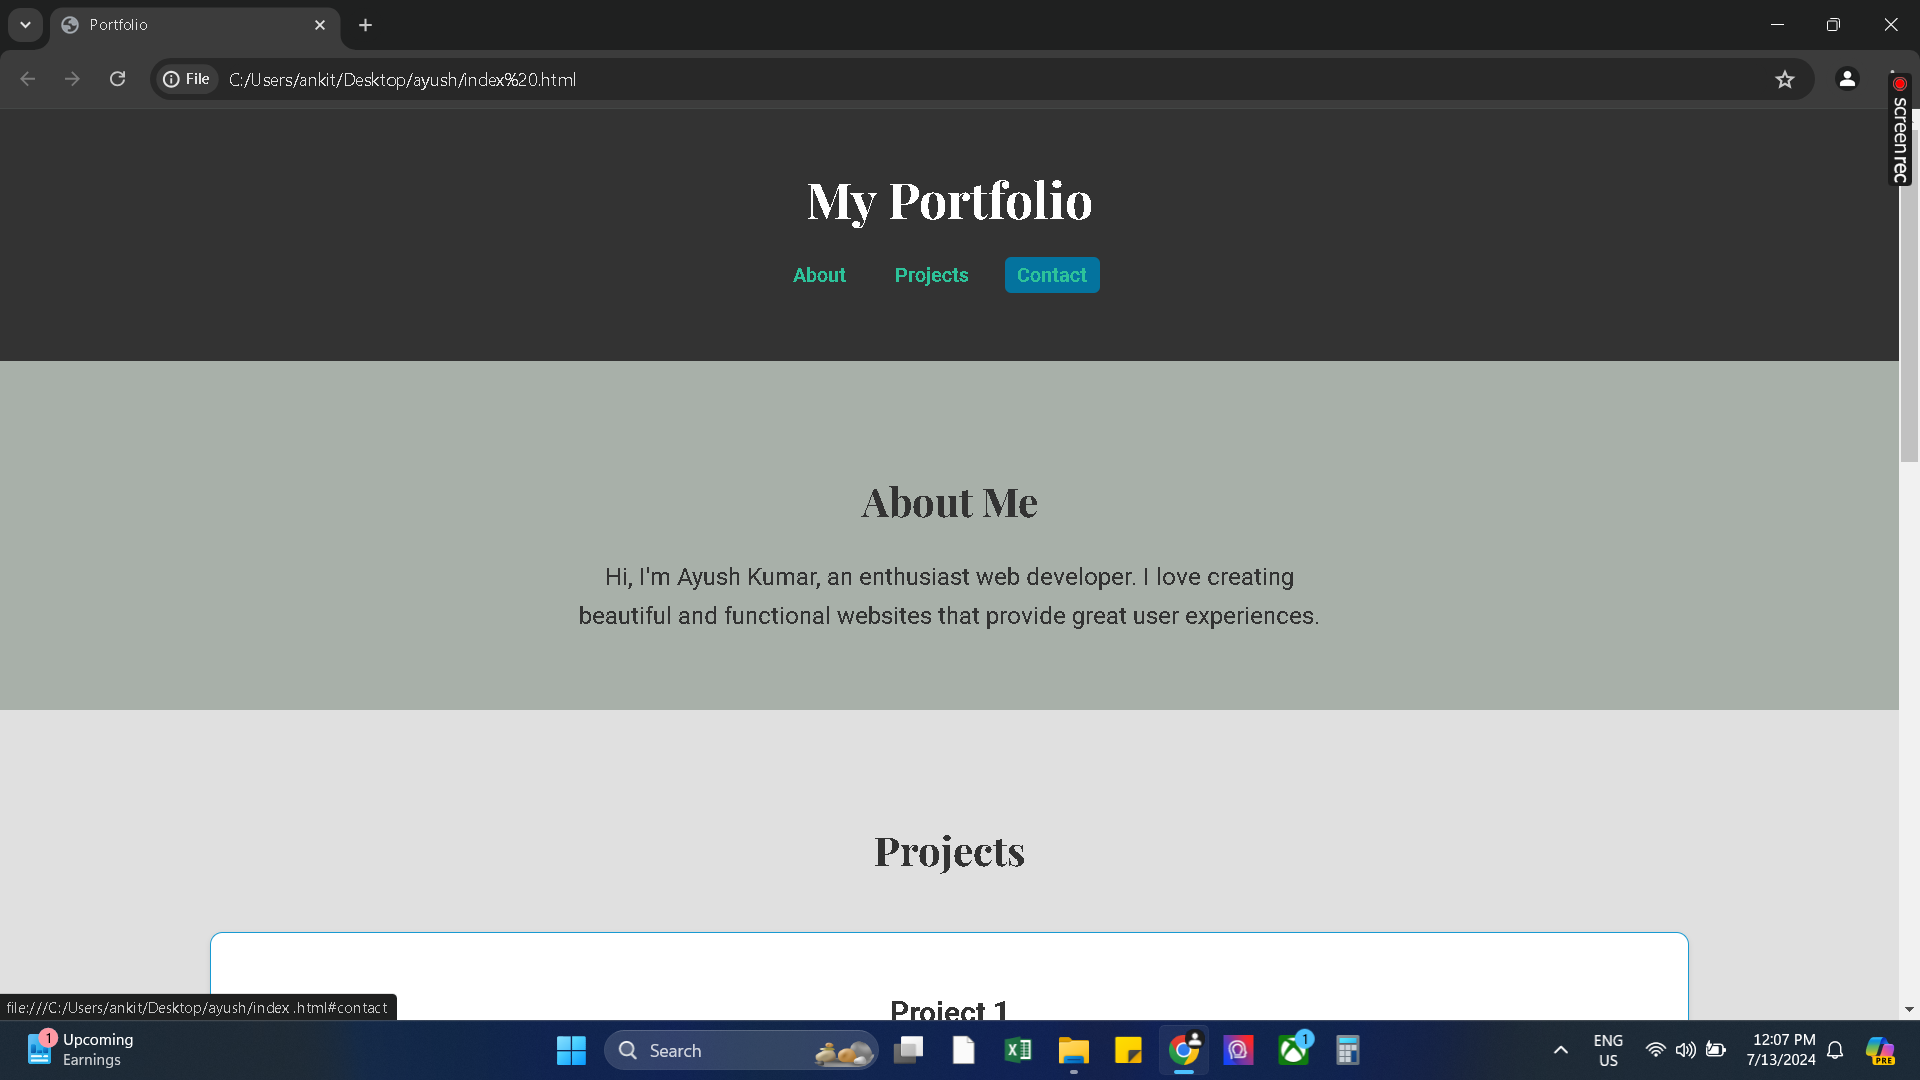 Portfolio
File
C:/Users/ankit/Desktop/ayush/index%20.html
screenrec
My Portfolio
About
Projects
Contact
About Me
Hi, I'm Ayush Kumar, an enthusiast web developer. I love creating
beautiful and functional websites that provide great user experiences.
Projects
Project 1
file:///C:/Users/ankit/Desktop/ayush/index .html#contact
1
Upcoming
Earnings
Search
1
ENG
US
12:07 PM
7/13/2024
PRE